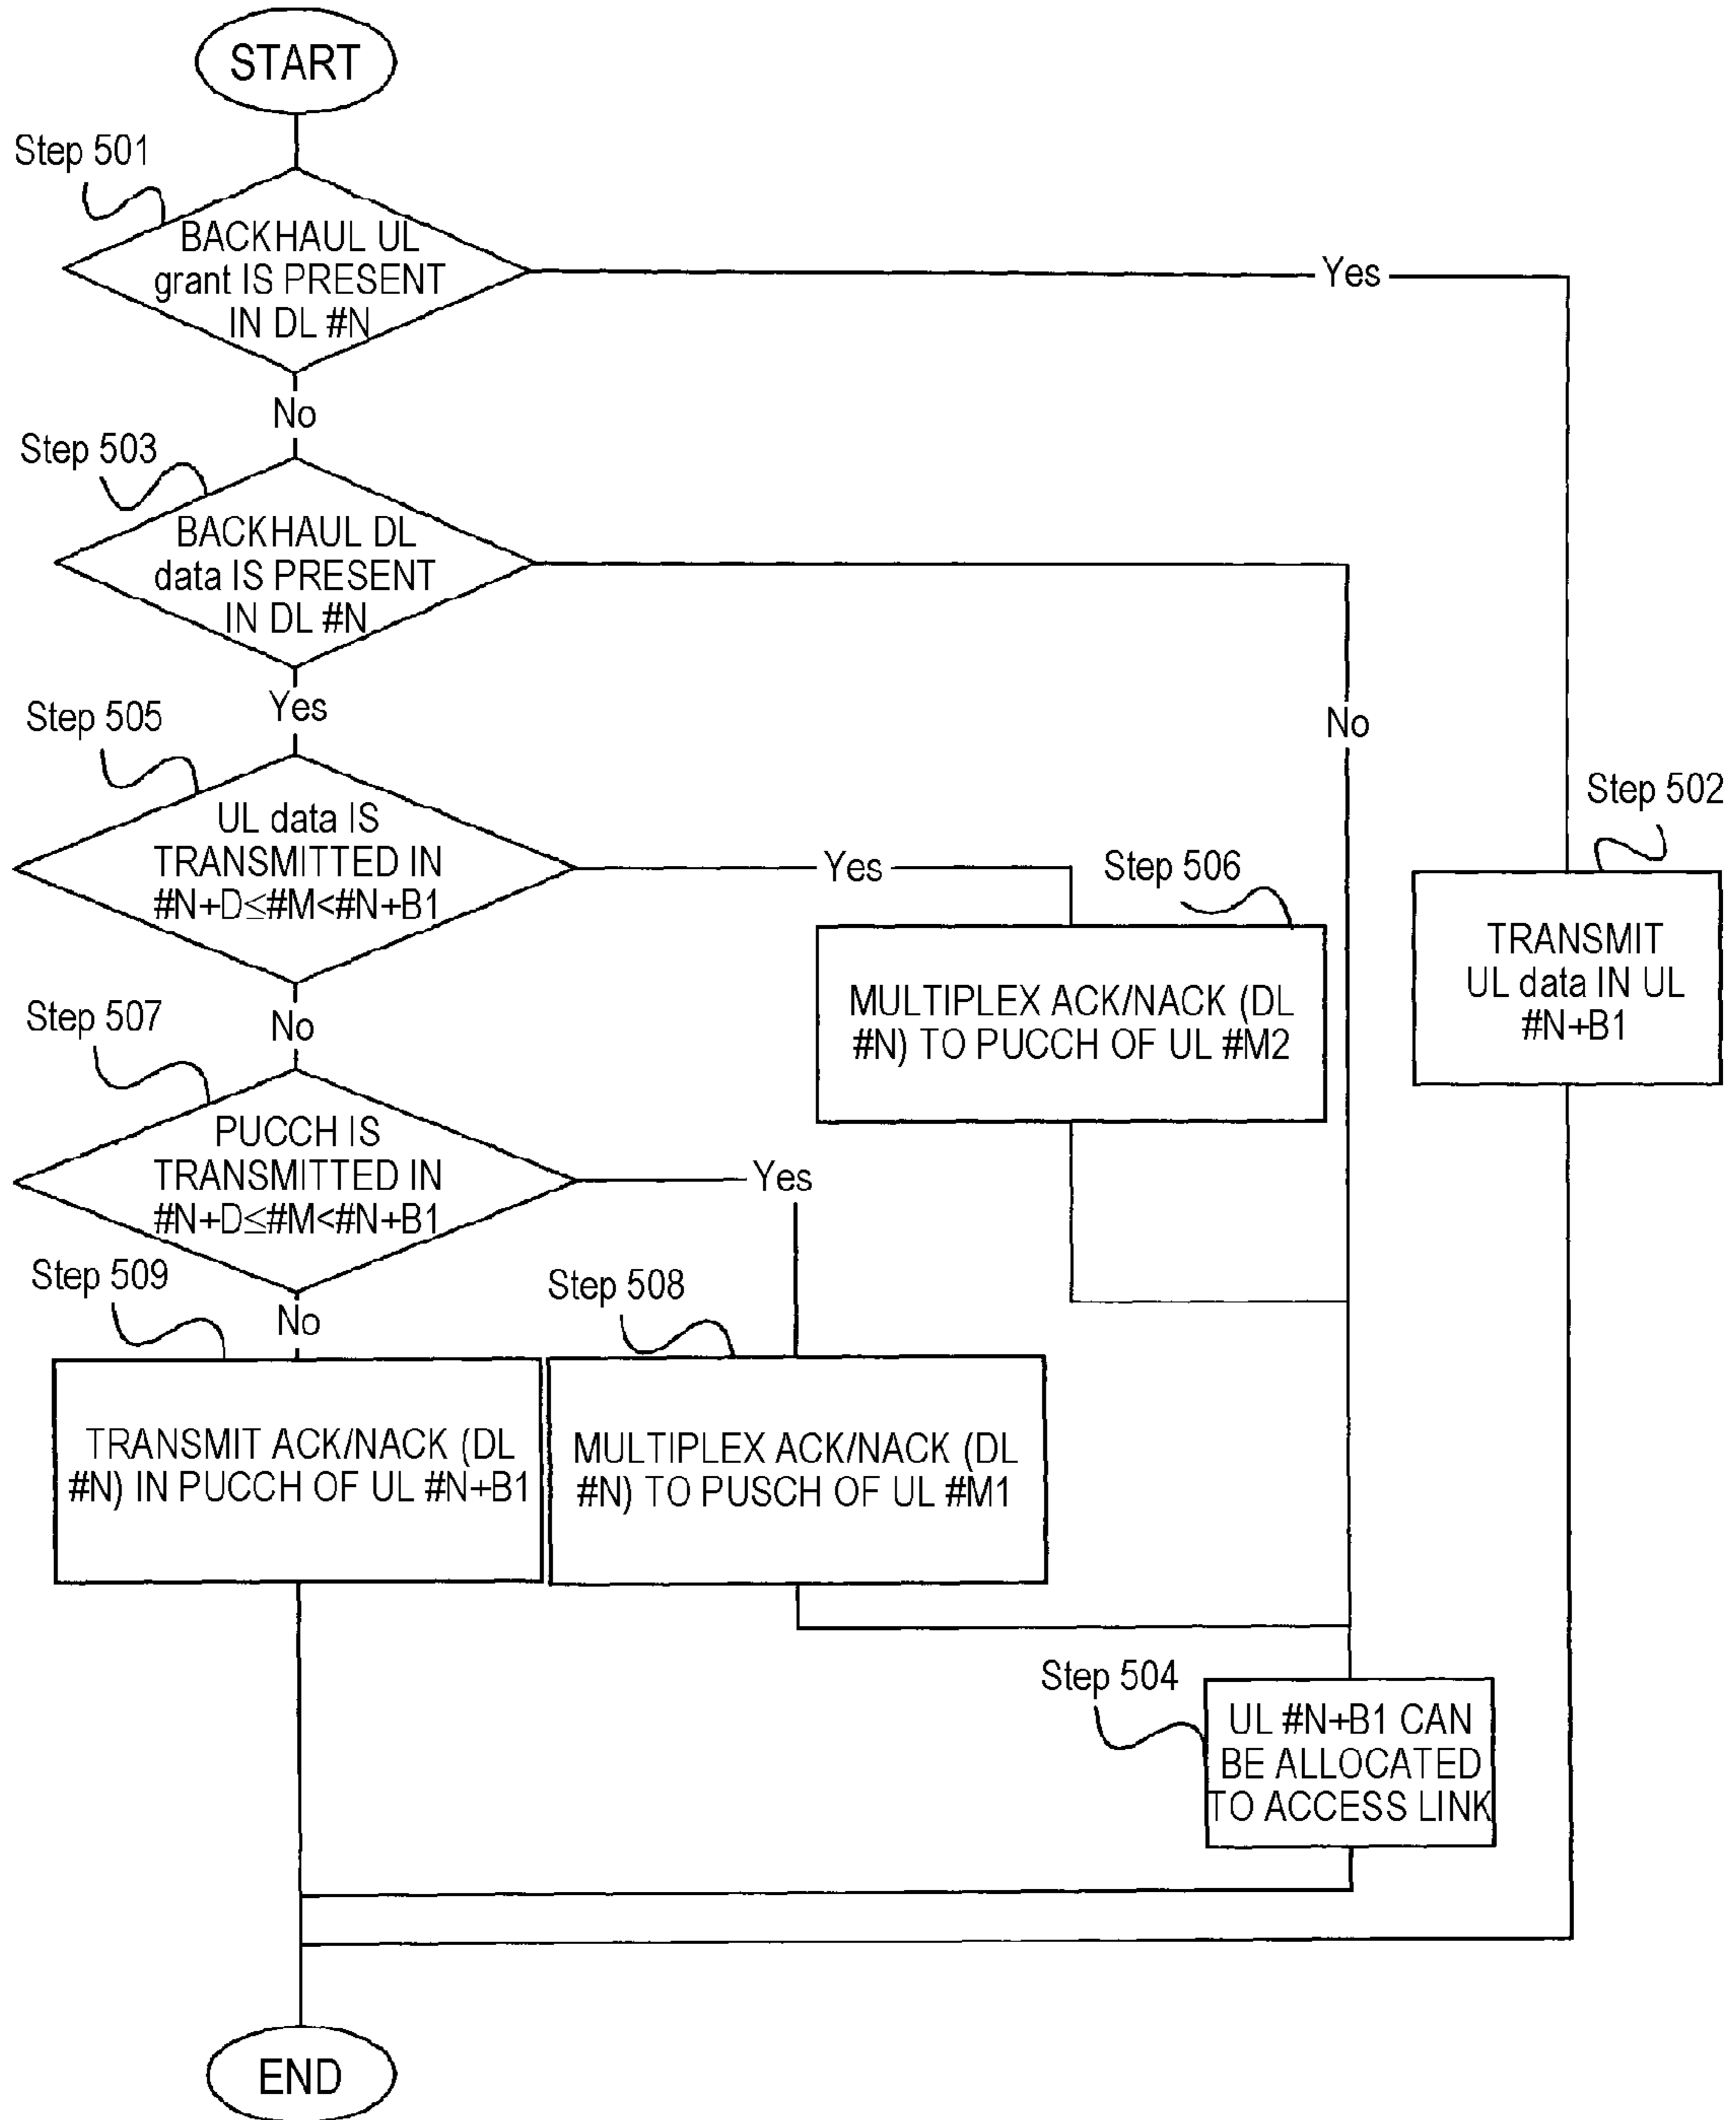 START
Step 501
BACKHAUL UL
grant IS PRESENT
IN DL #N
Yes
No
Step 503
BACKHAUL DL
data IS PRESENT
IN DL #N
Yes
No
Step 505
UL data IS
TRANSMITTED IN
#N+D≤#M<#N+B1
Yes
Step 506
MULTIPLEX ACK/NACK (DL
#N) TO PUCCH OF UL #M2
Step 502
TRANSMIT
UL data IN UL
#N+B1
No
Step 507
PUCCH IS
TRANSMITTED IN
#N+D≤#M<#N+B1
Yes
No
Step 509
TRANSMIT ACK/NACK (DL
#N) IN PUCCH OF UL #N+B1
Step 508
MULTIPLEX ACK/NACK (DL
#N) TO PUSCH OF UL #M1
Step 504
UL #N+B1 CAN
BE ALLOCATED
TO ACCESS LINK
END